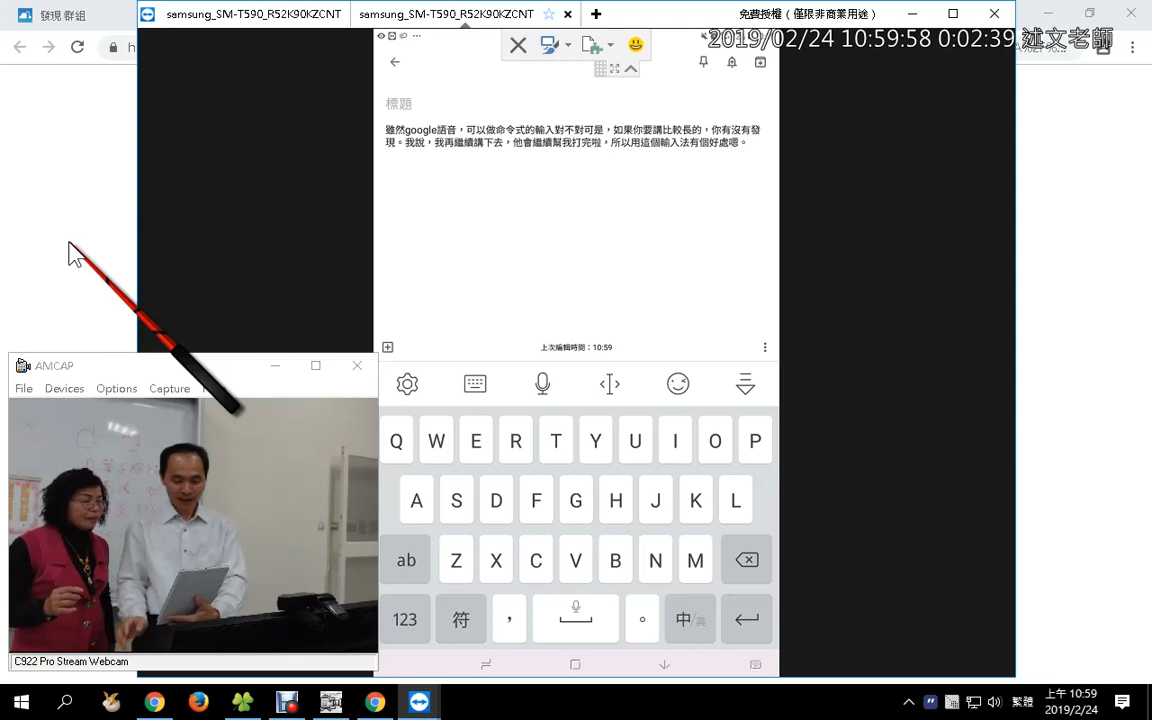 發現 群組
samsung_SM-T590_R52K90KZCNT
samsung_SM-T590_R52K90KZCNT
免費授權（僅限非商業用途）
2019/02/24 10:59:58 0:02:39 述文老師
標題
雖然google語音，可以做命令式的輸入對不對可是，如果你要講比較長的，你有沒有發
現。我說，我再繼續講下去，他會繼續幫我打完啦，所以用這個輸入法有個好處嗯。
上次編輯時間：10:59
AMCAP
File Devices Options Capture
Q W E R T Y U I O P
A S D F G H J K L
ab Z X C V B N M
123 符 ， 。 中/英
C922 Pro Stream Webcam
繁體
上午 10:59
2019/2/24